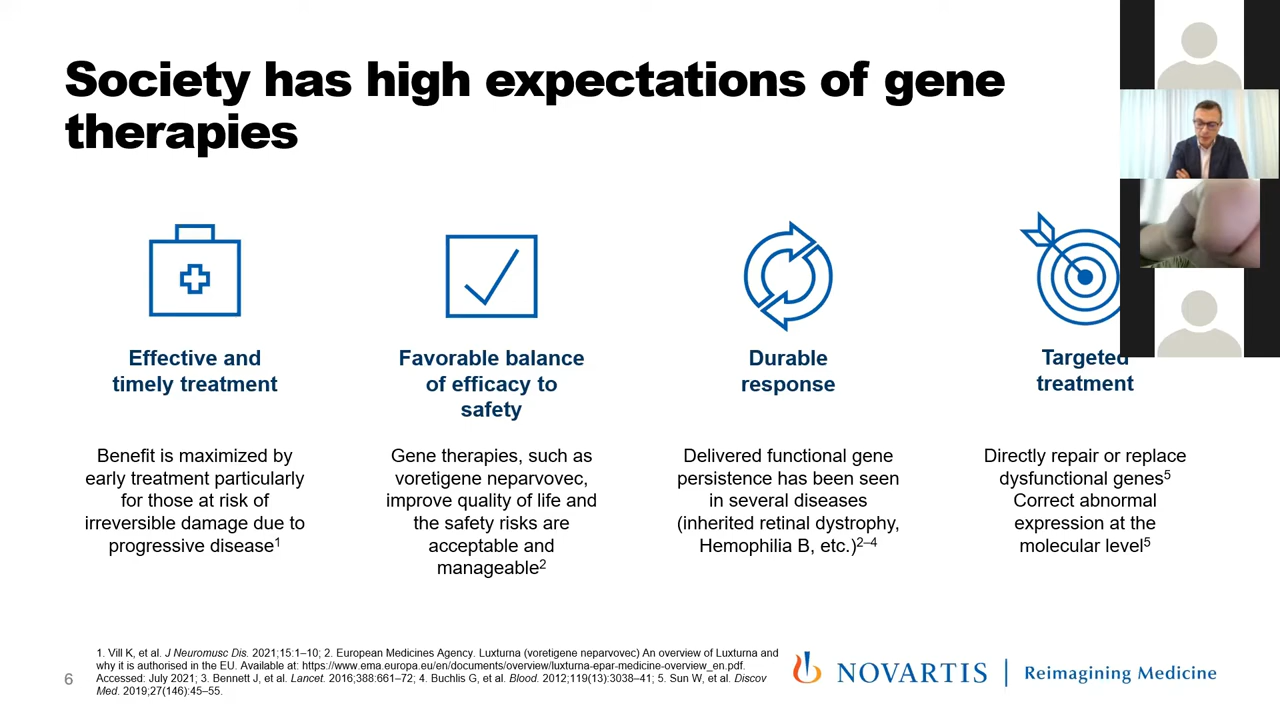 Society has high expectations of gene
therapies
Effective and
timely treatment
Benefit is maximized by
early treatment particularly
for those at risk of
irreversible damage due to
progressive disease1
Favorable balance
of efficacy to
safety
Gene therapies, such as
voretigene neparvovec,
improve quality of life and
the safety risks are
acceptable and
manageable2
Durable
response
Delivered functional gene
persistence has been seen
in several diseases
(inherited retinal dystrophy,
Hemophilia B, etc.)2–4
Targeted
treatment
Directly repair or replace
dysfunctional genes5
Correct abnormal
expression at the
molecular level5
6
1. Vill K, et al. J Neuromusc Dis. 2021;15:1–10; 2. European Medicines Agency. Luxturna (voretigene neparvovec) An overview of Luxturna and
why it is authorised in the EU. Available at: https://www.ema.europa.eu/en/documents/overview/luxturna-epar-medicine-overview_en.pdf.
Accessed: July 2021; 3. Bennett J, et al. Lancet. 2016;388:661–72; 4. Buchlis G, et al. Blood. 2012;119(13):3038–41; 5. Sun W, et al. Discov
Med. 2019;27(146):45–55.
NOVARTIS | Reimagining Medicine